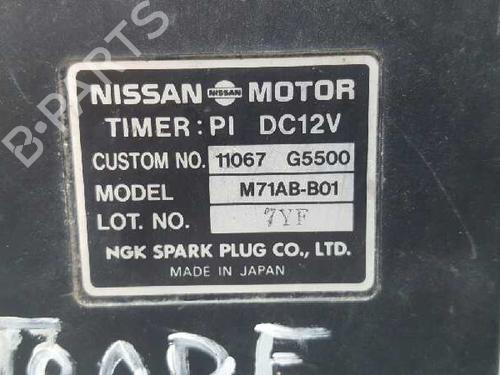 B-PARTS
NISSAN NISSAN MOTOR
TIMER: PI DC12V
CUSTOM NO. 11067 G5500
MODEL M71AB-B01
LOT. NO. 7YF
NGK SPARK PLUG CO., LTD.
MADE IN JAPAN